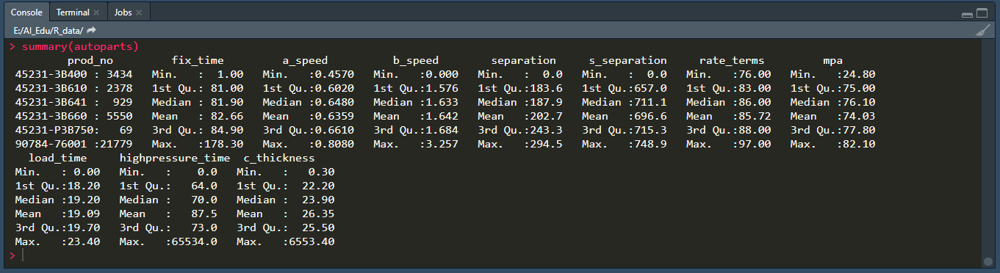 Console Terminal Jobs
E:/AI_Edu/R_data/
> summary(autoparts)
        prod_no         fix_time         a_speed          b_speed        separation     s_separation     rate_terms         mpa
 45231-3B400 : 3434   Min.   :  1.00   Min.   :0.4570   Min.   :0.000   Min.   :  0.0   Min.   :  0.0   Min.   :76.00   Min.   :24.80
 45231-3B610 : 2378   1st Qu.: 81.00   1st Qu.:0.6020   1st Qu.:1.576   1st Qu.:183.6   1st Qu.:657.0   1st Qu.:83.00   1st Qu.:75.00
 45231-3B641 :  929   Median : 81.90   Median :0.6480   Median :1.633   Median :187.9   Median :711.1   Median :86.00   Median :76.10
 45231-3B660 : 5550   Mean   : 82.66   Mean   :0.6359   Mean   :1.642   Mean   :202.7   Mean   :696.6   Mean   :85.72   Mean   :74.03
 45231-P3B750:   69   3rd Qu.: 84.90   3rd Qu.:0.6610   3rd Qu.:1.684   3rd Qu.:243.3   3rd Qu.:715.3   3rd Qu.:88.00   3rd Qu.:77.80
 90784-76001 :21779   Max.   :178.30   Max.   :0.8080   Max.   :3.257   Max.   :294.5   Max.   :748.9   Max.   :97.00   Max.   :82.10
   load_time     highpressure_time  c_thickness
 Min.   : 0.00   Min.   :    0.0   Min.   :   0.30
 1st Qu.:18.20   1st Qu.:   64.0   1st Qu.:  22.20
 Median :19.20   Median :   70.0   Median :  23.90
 Mean   :19.09   Mean   :   87.5   Mean   :  26.35
 3rd Qu.:19.70   3rd Qu.:   73.0   3rd Qu.:  25.50
 Max.   :23.40   Max.   :65534.0   Max.   :6553.40
>